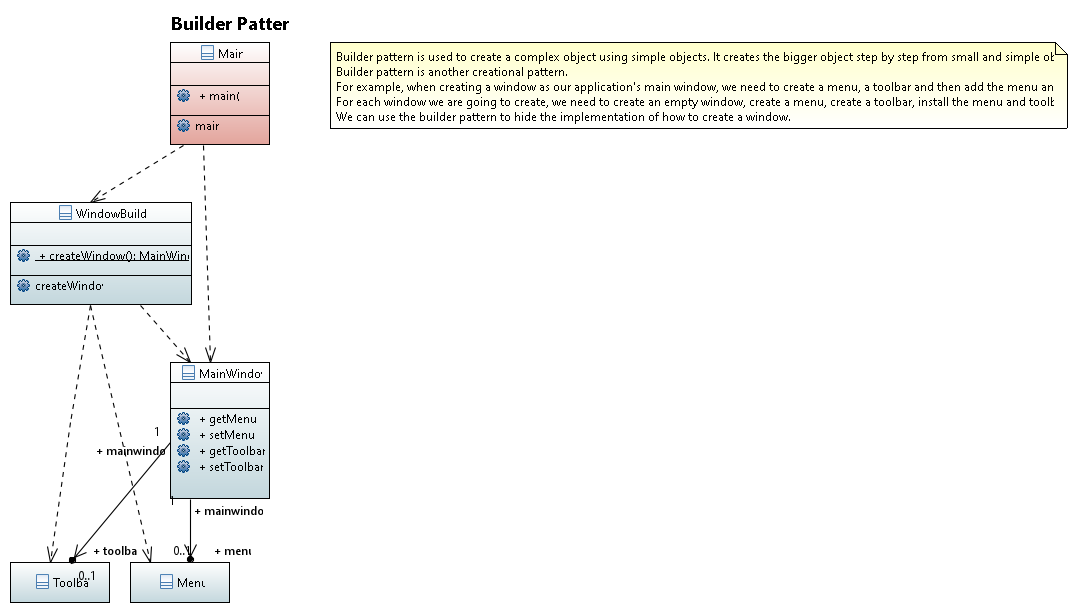 Builder Patter
Mair
+ main(
mair
Builder pattern is used to create a complex object using simple objects. It creates the bigger object step by step from small and simple ob
Builder pattern is another creational pattern.
For example, when creating a window as our application's main window, we need to create a menu, a toolbar and then add the menu an
For each window we are going to create, we need to create an empty window, create a menu, create a toolbar, install the menu and toolb
We can use the builder pattern to hide the implementation of how to create a window.
WindowBuild
+ createWindow(): MainWin
createWindo
MainWindo
+ getMenu
+ setMenu
+ getToolbar
+ setToolbar
1
+ mainwindo
1
+ mainwindo
+ toolba
0..1
+ menu
0..1
Toolba
Menu